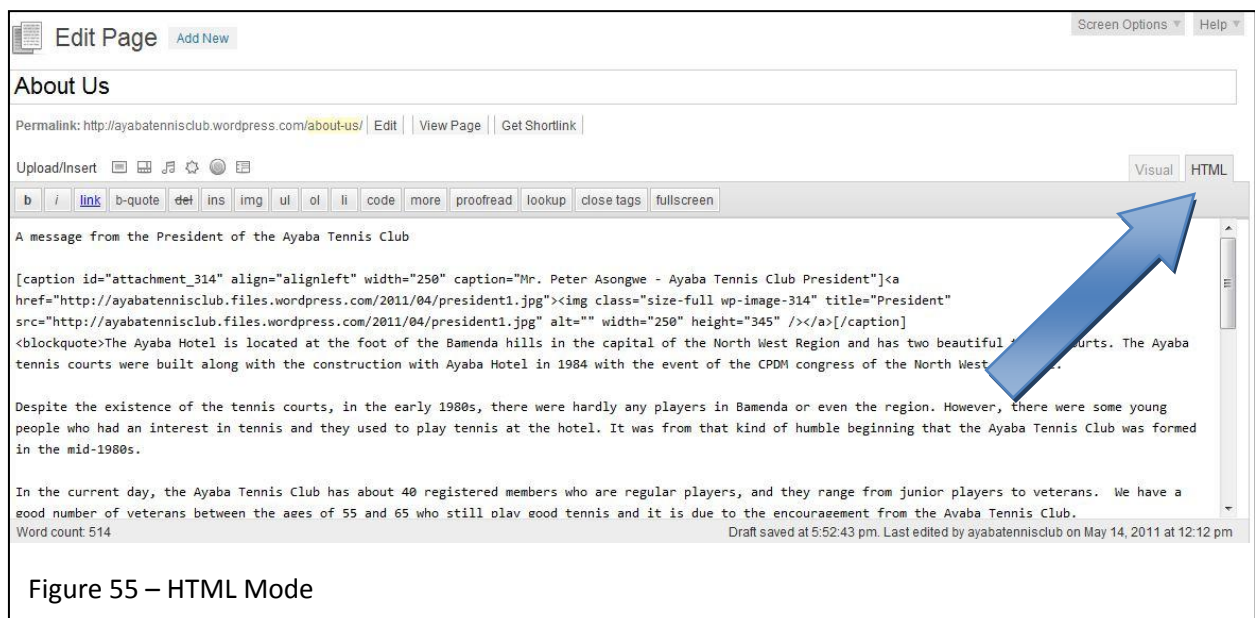 Screen Options Help
Edit Page Add New
About Us
Permalink: http://ayabatennisclub.wordpress.com/about-us/ Edit View Page Get Shortlink
Upload/Insert Visual HTML
b i link b-quote del ins img ul ol li code more proofread lookup close tags fullscreen
A message from the President of the Ayaba Tennis Club
[caption id="attachment_314" align="alignleft" width="250" caption="Mr. Peter Asongwe - Ayaba Tennis Club President"]<a
href="http://ayabatennisclub.files.wordpress.com/2011/04/president1.jpg"><img class="size-full wp-image-314" title="President"
src="http://ayabatennisclub.files.wordpress.com/2011/04/president1.jpg" alt="" width="250" height="345" /></a>[/caption]
<blockquote>The Ayaba Hotel is located at the foot of the Bamenda hills in the capital of the North West Region and has two beautiful The Ayaba
tennis courts were built along with the construction with Ayaba Hotel in 1984 with the event of the CPDM congress of the North West
Despite the existence of the tennis courts, in the early 1980s, there were hardly any players in Bamenda or even the region. However, there were some young
people who had an interest in tennis and they used to play tennis at the hotel. It was from that kind of humble beginning that the Ayaba Tennis Club was formed
in the mid-1980s.
In the current day, the Ayaba Tennis Club has about 40 registered members who are regular players, and they range from junior players to veterans. We have a
good number of veterans between the ages of 55 and 65 who still play good tennis and it is due to the encouragement from the Ayaba Tennis Club.
Word count: 514 Draft saved at 5:52:43 pm. Last edited by ayabatennisclub on May 14, 2011 at 12:12 pm
Figure 55 – HTML Mode